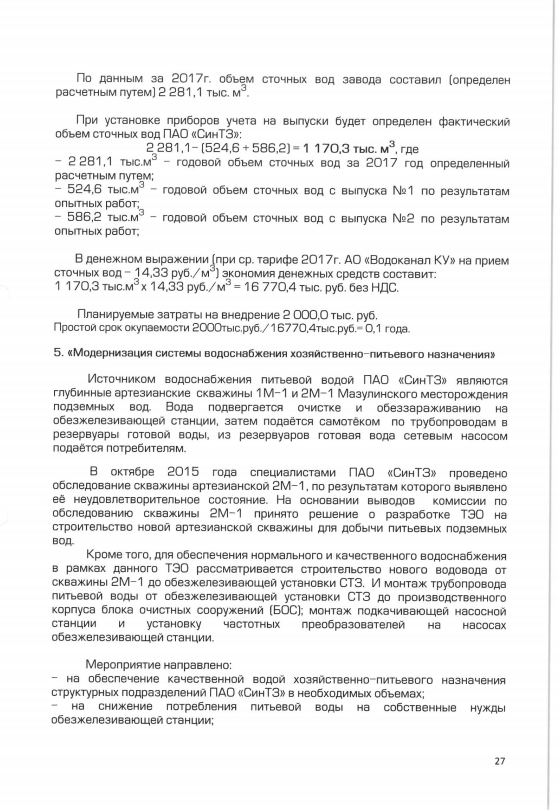 По данным за 2017г. объем сточных вод завода составил (определен
расчетным путем) 2 281,1 тыс. м³.
При установке приборов учета на выпуски будет определен фактический
объем сточных вод ПАО «СинТЗ»:
2 281,1– (524,6 + 586,2) = 1 170,3 тыс. м³, где
– 2 281,1 тыс.м³ – годовой объем сточных вод за 2017 год определенный
расчетным путем;
– 524,6 тыс.м³ – годовой объем сточных вод с выпуска №1 по результатам
опытных работ;
– 586,2 тыс.м³ – годовой объем сточных вод с выпуска №2 по результатам
опытных работ;
В денежном выражении (при ср. тарифе 2017г. АО «Водоканал КУ» на прием
сточных вод – 14,33 руб./м³) экономия денежных средств составит:
1 170,3 тыс.м³ х 14,33 руб./м³ = 16 770,4 тыс. руб. без НДС.
Планируемые затраты на внедрение 2 000,0 тыс. руб.
Простой срок окупаемости 2000тыс.руб./16770,4тыс.руб.= 0,1 года.
5. «Модернизация системы водоснабжения хозяйственно-питьевого назначения»
Источником водоснабжения питьевой водой ПАО «СинТЗ» являются
глубинные артезианские скважины 1М-1 и 2М-1 Мазулинского месторождения
подземных вод. Вода подвергается очистке и обеззараживанию на
обезжелезивающей станции, затем подаётся самотёком по трубопроводам в
резервуары готовой воды, из резервуаров готовая вода сетевым насосом
подаётся потребителям.
В октябре 2015 года специалистами ПАО «СинТЗ» проведено
обследование скважины артезианской 2М-1, по результатам которого выявлено
её неудовлетворительное состояние. На основании выводов комиссии по
обследованию скважины 2М-1 принято решение о разработке ТЭО на
строительство новой артезианской скважины для добычи питьевых подземных
вод.
Кроме того, для обеспечения нормального и качественного водоснабжения
в рамках данного ТЭО рассматривается строительство нового водовода от
скважины 2М-1 до обезжелезивающей установки СТЗ. И монтаж трубопровода
питьевой воды от обезжелезивающей установки СТЗ до производственного
корпуса блока очистных сооружений (БОС); монтаж подкачивающей насосной
станции и установку частотных преобразователей на насосах
обезжелезивающей станции.
Мероприятие направлено:
– на обеспечение качественной водой хозяйственно-питьевого назначения
структурных подразделений ПАО «СинТЗ» в необходимых объемах;
– на снижение потребления питьевой воды на собственные нужды
обезжелезивающей станции;
27